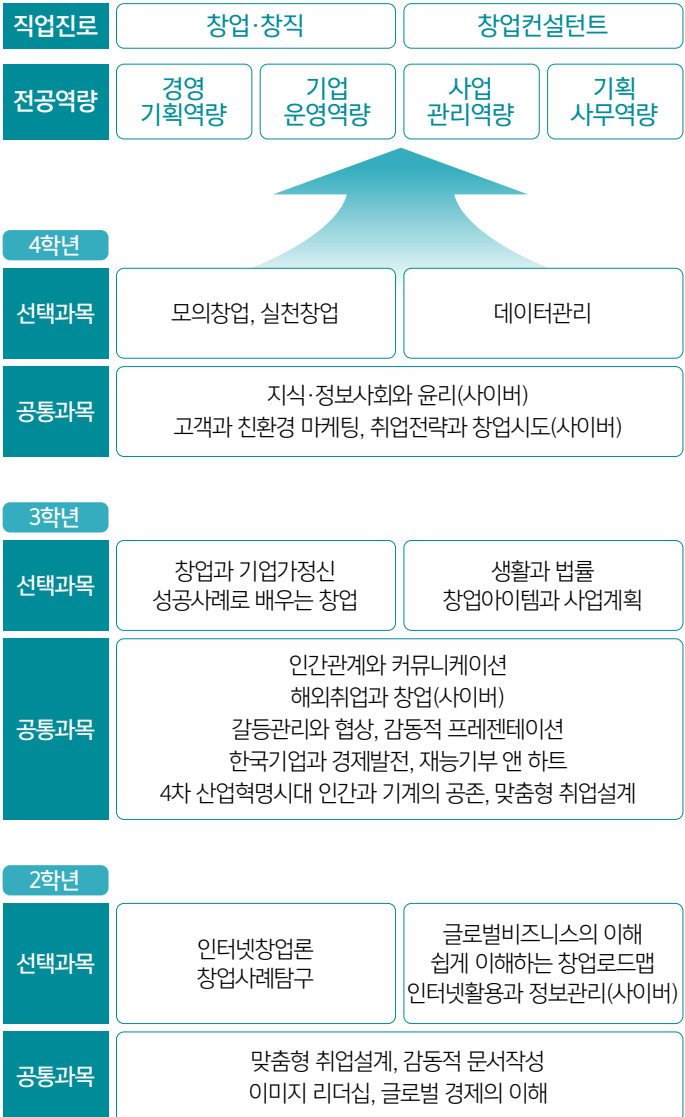 직업진로
창업·창직
창업컨설턴트
전공역량
경영
기획역량
기업
운영역량
사업
관리역량
기획
사무역량
4학년
선택과목
모의창업, 실천창업
데이터관리
공통과목
지식·정보사회와 윤리(사이버)
고객과 친환경 마케팅, 취업전략과 창업시도(사이버)
3학년
선택과목
창업과 기업가정신
성공사례로 배우는 창업
생활과 법률
창업아이템과 사업계획
공통과목
인간관계와 커뮤니케이션
해외취업과 창업(사이버)
갈등관리와 협상, 감동적 프레젠테이션
한국기업과 경제발전, 재능기부 앤 하트
4차 산업혁명시대 인간과 기계의 공존, 맞춤형 취업설계
2학년
선택과목
인터넷창업론
창업사례탐구
글로벌비즈니스의 이해
쉽게 이해하는 창업로드맵
인터넷활용과 정보관리(사이버)
공통과목
맞춤형 취업설계, 감동적 문서작성
이미지 리더십, 글로벌 경제의 이해